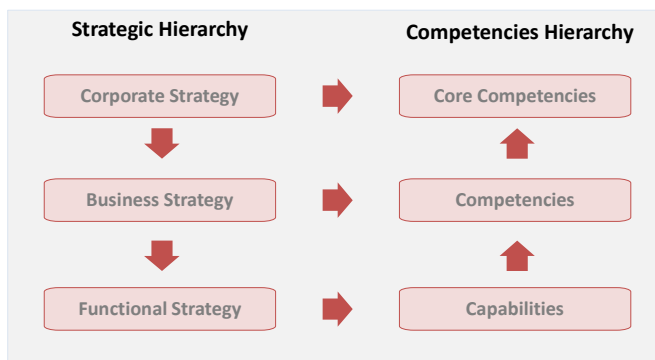 Strategic Hierarchy
Competencies Hierarchy
Corporate Strategy
Core Competencies
Business Strategy
Competencies
Functional Strategy
Capabilities